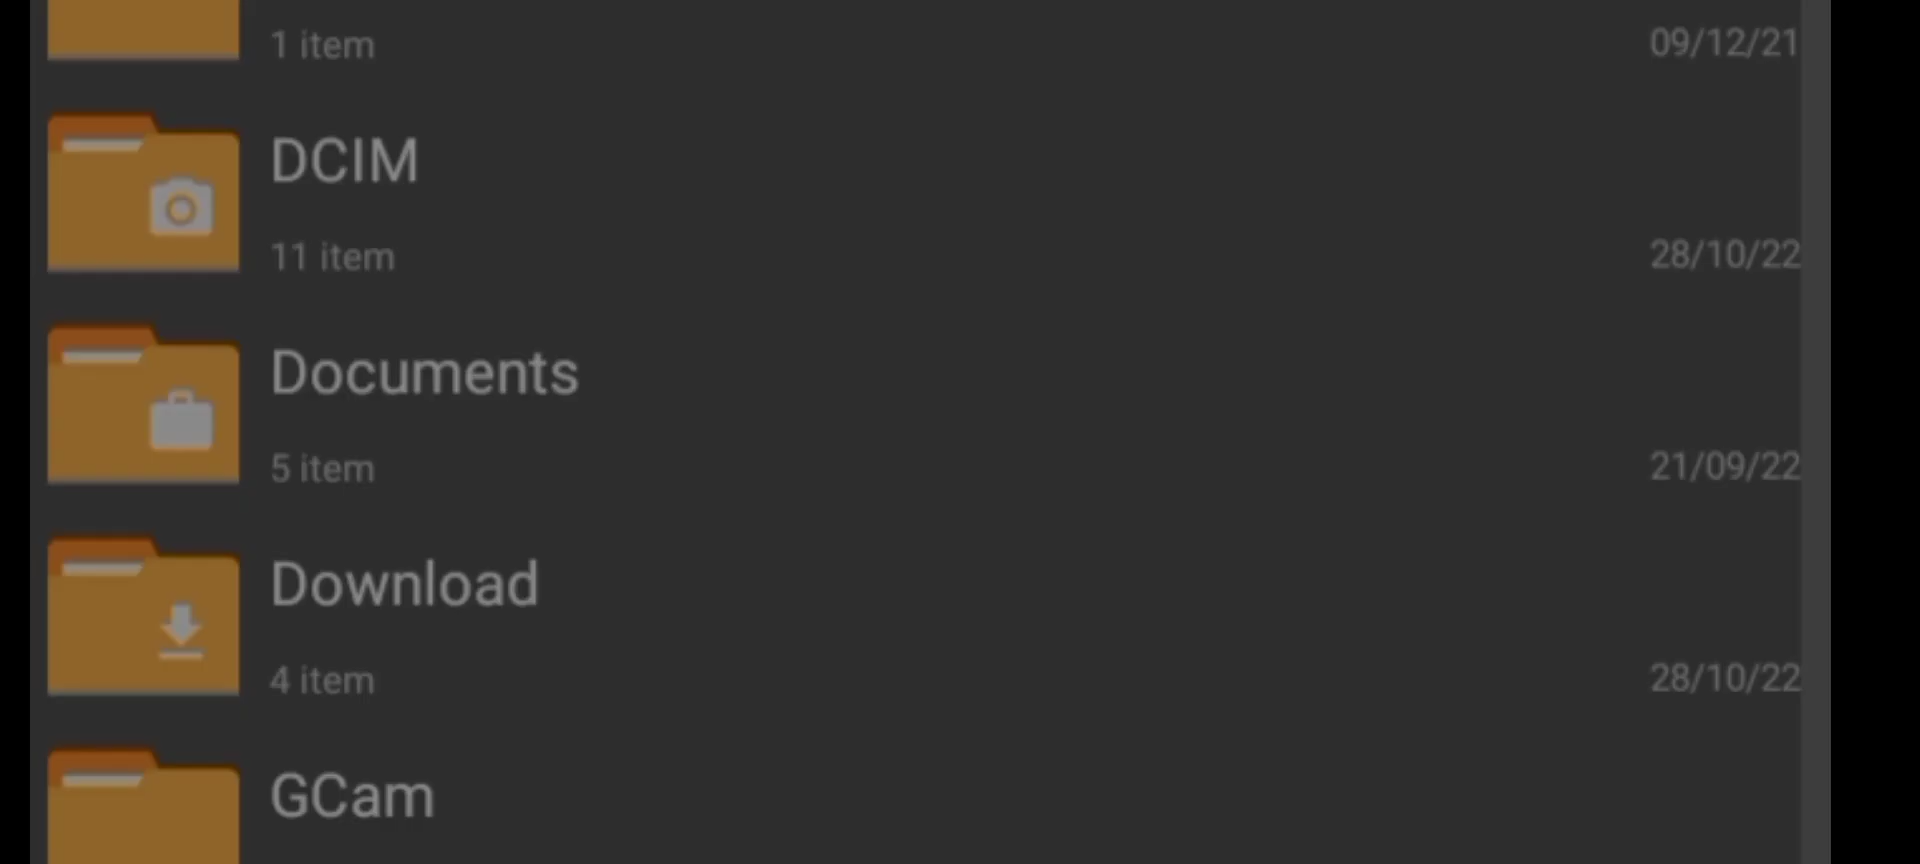 1 item 09/12/21
DCIM
11 item 28/10/22
Documents
5 item 21/09/22
Download
4 item 28/10/22
GCam